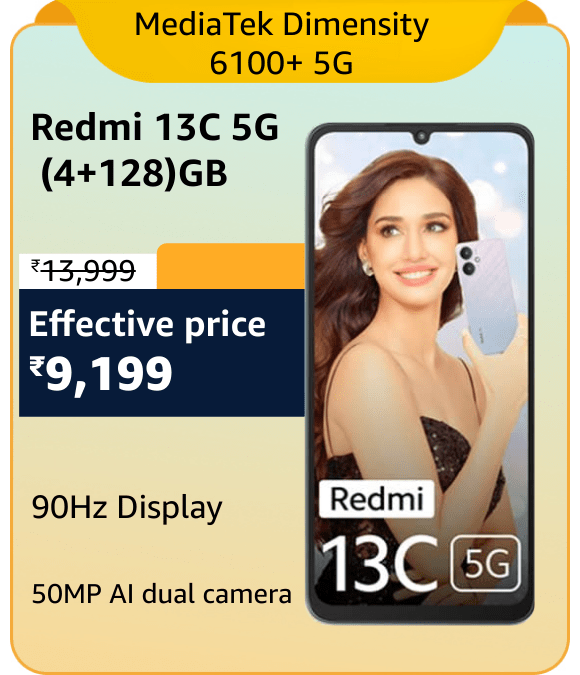 MediaTek Dimensity
6100+ 5G
Redmi 13C 5G
(4+128)GB
₹13,999
Effective price
₹9,199
90Hz Display
50MP AI dual camera
Redmi
13C 5G